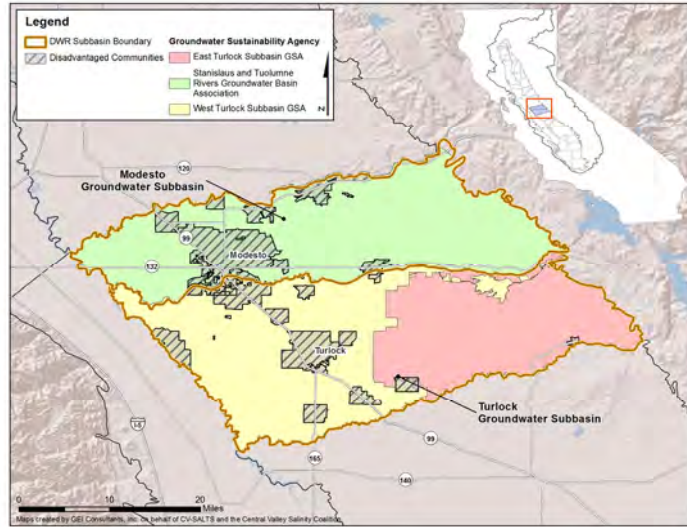 Legend
DWR Subbasin Boundary
Disadvantaged Communities
Groundwater Sustainability Agency
East Turlock Subbasin GSA
Stanislaus and Tuolumne
Rivers Groundwater Basin
Association
West Turlock Subbasin GSA
N
120
Modesto
Groundwater Subbasin
99
Modesto
132
Turlock
Turlock
Groundwater Subbasin
I-5
99
165
140
0 10 20
Miles
Maps created by GEI Consultants, Inc. on behalf of CV-SALTS and the Central Valley Salinity Coalition